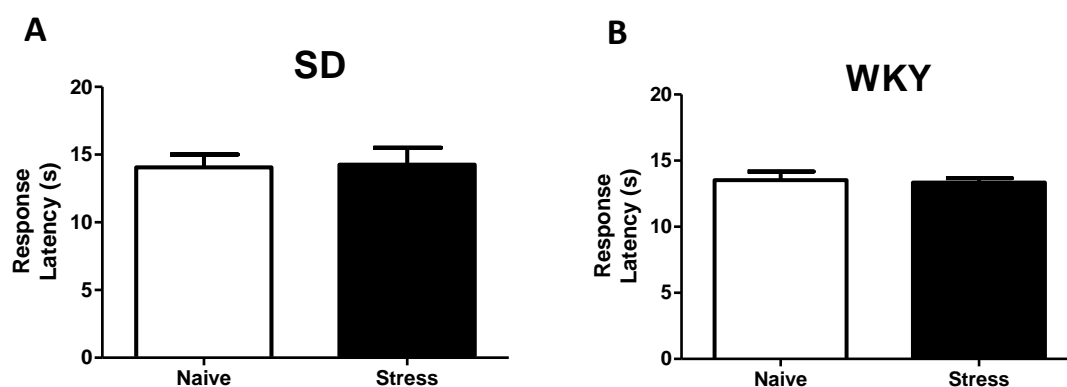 A
SD
20
15
10
5
0
Response
Latency (s)
Naive
Stress
B
WKY
20
15
10
5
0
Response
Latency (s)
Naive
Stress